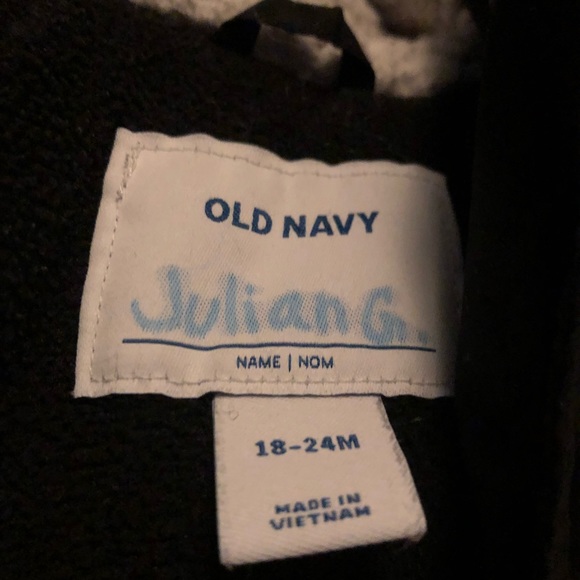 OLD NAVY
Julian G.
NAME | NOM
18-24M
MADE IN
VIETNAM